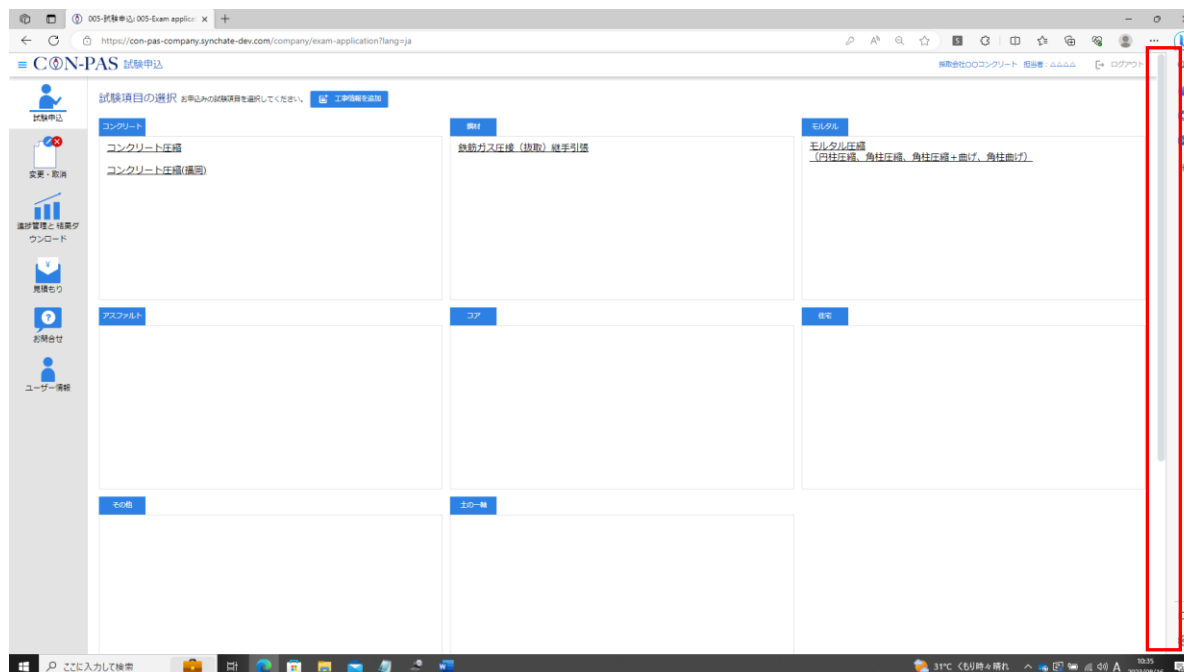 005-試験申込: 005-Exam applic
https://con-pas-company.synchate-dev.com/company/exam-application?lang=ja
CON-PAS 試験申込
採取会社〇〇コンクリート 担当者：△△△△ ログアウト
試験申込
変更・取消
進捗管理と 結果ダ
ウンロード
見積もり
お問合せ
ユーザー情報
試験項目の選択 お申込みの試験項目を選択してください。 工事情報を追加
コンクリート
コンクリート圧縮
コンクリート圧縮(福岡)
鋼材
鉄筋ガス圧接（抜取）継手引張
モルタル
モルタル圧縮
（円柱圧縮、角柱圧縮、角柱圧縮＋曲げ、角柱曲げ）
アスファルト
コア
住宅
その他
土の一軸
ここに入力して検索
31°C くもり時々晴れ
A
10:35